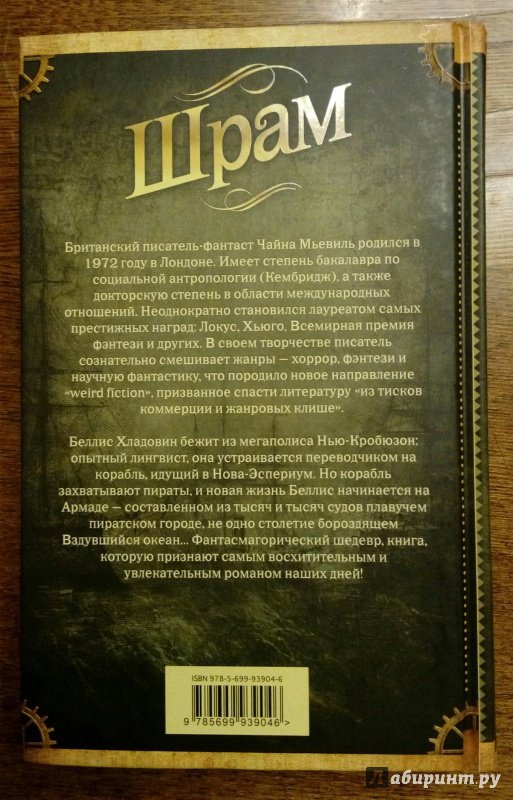 Шрам
Британский писатель-фантаст Чайна Мьевиль родился в
1972 году в Лондоне. Имеет степень бакалавра по
социальной антропологии (Кембридж), а также
докторскую степень в области международных
отношений. Неоднократно становился лауреатом самых
престижных наград: Локус, Хьюго, Всемирная премия
фэнтези и других. В своем творчестве писатель
сознательно смешивает жанры – хоррор, фэнтези и
научную фантастику, что породило новое направление
«weird fiction», призванное спасти литературу “из тисков
коммерции и жанровых клише».
Беллис Хладовин бежит из мегаполиса Нью-Кробюзон:
опытный лингвист, она устраивается переводчиком на
корабль, идущий в Нова-Эспериум. Но корабль
захватывают пираты, и новая жизнь Беллис начинается на
Армаде – составленном из тысяч и тысяч судов плавучем
пиратском городе, не одно столетие бороздящем
Вздувшийся океан... Фантасмагорический шедевр, книга,
которую признают самым восхитительным и
увлекательным романом наших дней!
ISBN 978-5-699-93904-6
9 785699 939046 >
Лабиринт.ру